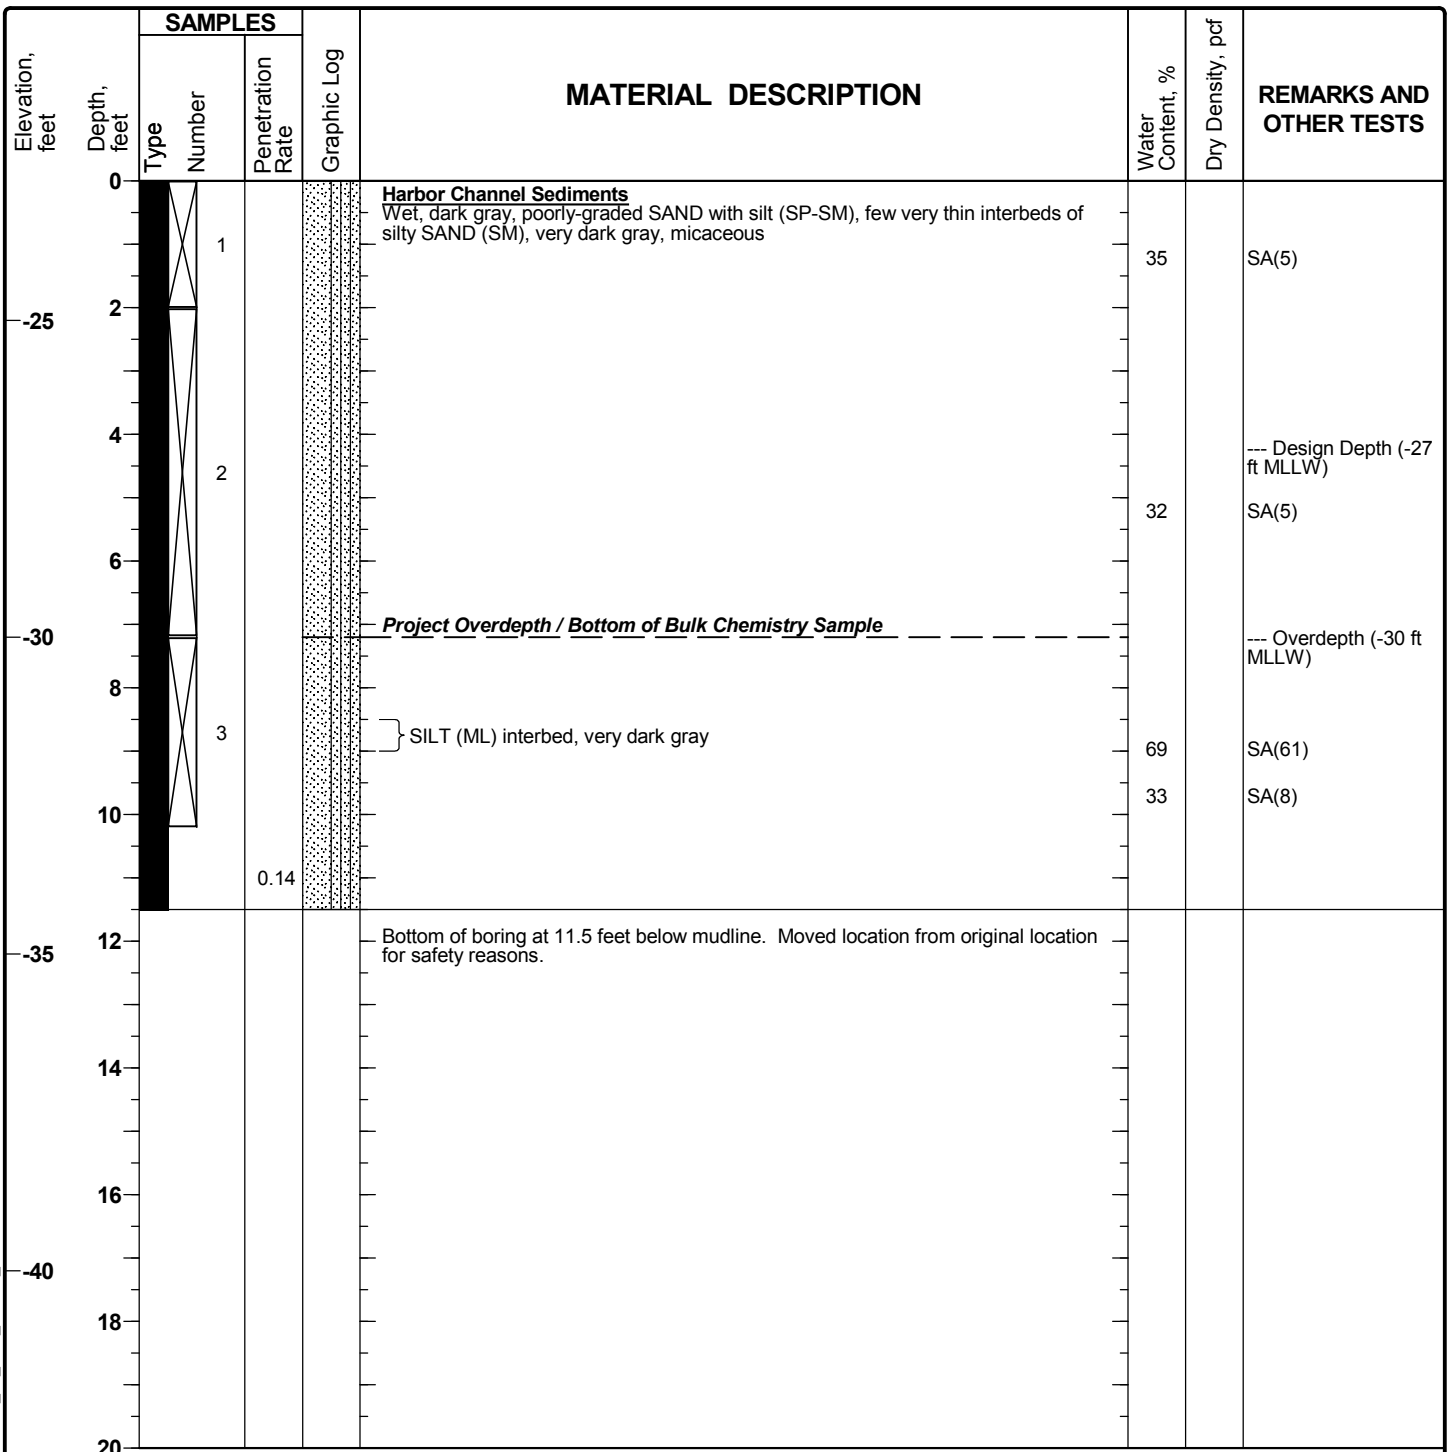 SAMPLES
Elevation,
feet
Depth,
feet
Type
Number
Penetration
Rate
Graphic Log
MATERIAL DESCRIPTION
Water
Content, %
Dry Density, pcf
REMARKS AND
OTHER TESTS
0
Harbor Channel Sediments
Wet, dark gray, poorly-graded SAND with silt (SP-SM), few very thin interbeds of
silty SAND (SM), very dark gray, micaceous
1
35
SA(5)
2
-25
4
--- Design Depth (-27
ft MLLW)
2
32
SA(5)
6
Project Overdepth / Bottom of Bulk Chemistry Sample
-30
--- Overdepth (-30 ft
MLLW)
8
3
SILT (ML) interbed, very dark gray
69
SA(61)
33
SA(8)
10
0.14
12
Bottom of boring at 11.5 feet below mudline. Moved location from original location
for safety reasons.
-35
14
16
-40
18
20